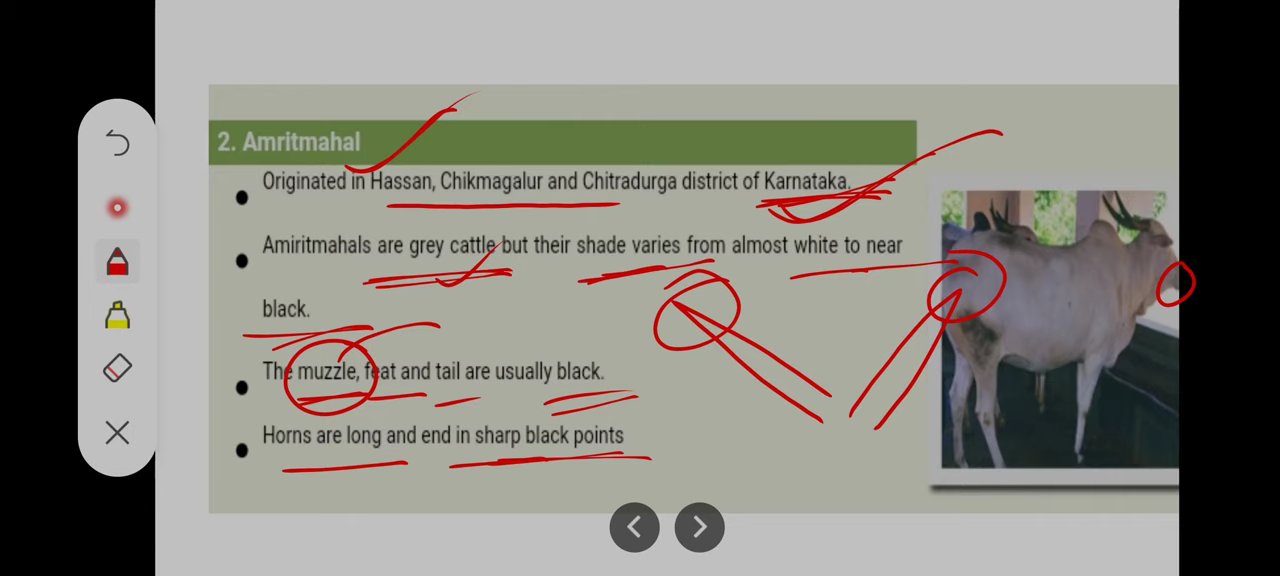 2. Amritmahal
Originated in Hassan, Chikmagalur and Chitradurga district of Karnataka.
Amiritmahals are grey cattle but their shade varies from almost white to near
black.
The muzzle, feat and tail are usually black.
Horns are long and end in sharp black points